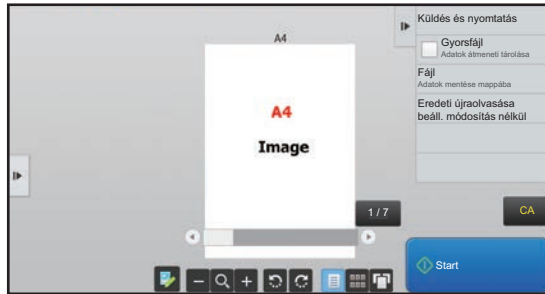 A4
A4
Image
1 / 7
Küldés és nyomtatás
Gyorsfájl
Adatok átmeneti tárolása
Fájl
Adatok mentése mappába
Eredeti újraolvasása
beáll. módosítás nélkül
CA
Start